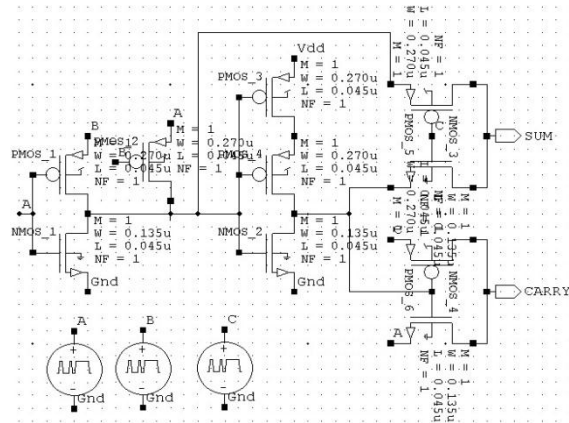 Vdd
PMOS_3
M = 1
W = 0.270u
L = 0.045u
NF = 1
A
PMOS_2
B
M = 1
W = 0.270u
NF = 1
B
PMOS_1
M = 1
L = 0.045u
NF = 1
A
W = 0.270u
L = 0.045u
NF = 1
NMOS_1
M = 1
W = 0.135u
L = 0.045u
NF = 1
Gnd
NMOS_2
M = 1
W = 0.135u
L = 0.045u
NF = 1
Gnd
M = 1
W = 0.270u
L = 0.045u
NF = 1
C
PMOS_5
NMOS_3
SUM
PMOS_6
NMOS_4
CARRY
A
M = 1
W = 0.135u
L = 0.045u
NF = 1
A
B
C
Gnd
Gnd
Gnd